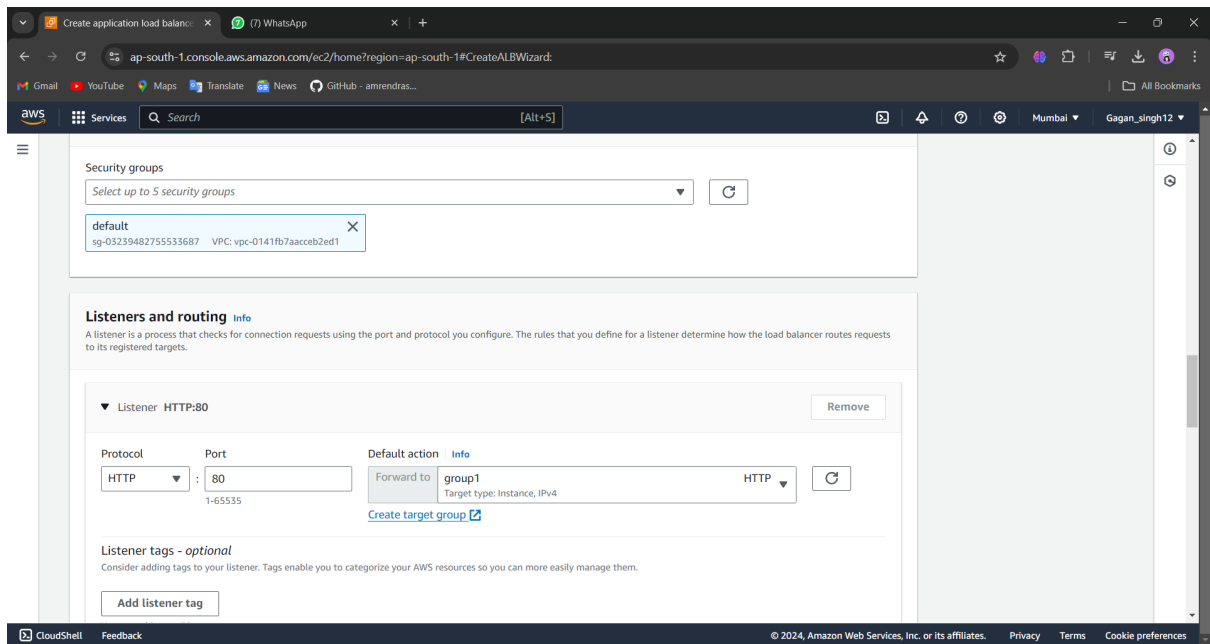 Create application load balance
(7) WhatsApp
ap-south-1.console.aws.amazon.com/ec2/home?region=ap-south-1#CreateALBWizard:
Gmail YouTube Maps Translate News GitHub - amrendras... All Bookmarks
aws Services Search [Alt+S] Mumbai Gagan_singh12
Security groups
Select up to 5 security groups
default
sg-03239482755533687 VPC: vpc-0141fb7aacceb2ed1
Listeners and routing Info
A listener is a process that checks for connection requests using the port and protocol you configure. The rules that you define for a listener determine how the load balancer routes requests
to its registered targets.
Listener HTTP:80 Remove
Protocol Port Default action Info
HTTP : 80 Forward to group1 HTTP
Target type: Instance, IPv4
1-65535
Create target group
Listener tags - optional
Consider adding tags to your listener. Tags enable you to categorize your AWS resources so you can more easily manage them.
Add listener tag
CloudShell Feedback © 2024, Amazon Web Services, Inc. or its affiliates. Privacy Terms Cookie preferences